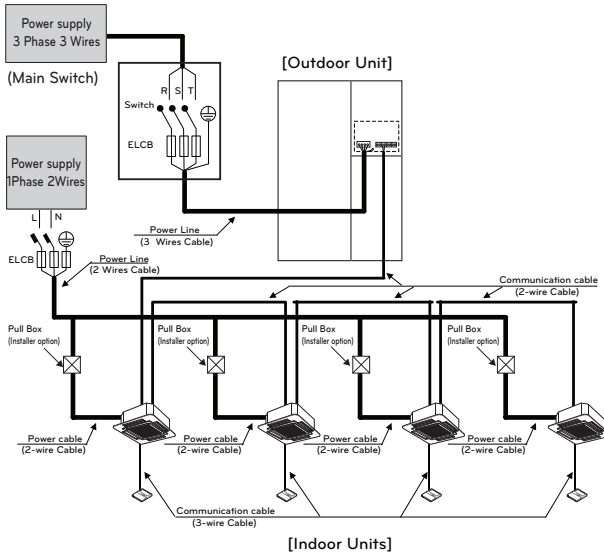 Power supply
3 Phase 3 Wires
(Main Switch)
[Outdoor Unit]
R S T
Switch
ELCB
Power supply
1Phase 2Wires
L N
ELCB
Power Line
(3 Wires Cable)
Power Line
(2 Wires Cable)
Communication cable
(2-wire Cable)
Pull Box
(Installer option)
Pull Box
(Installer option)
Pull Box
(Installer option)
Pull Box
(Installer option)
Power cable
(2-wire Cable)
Power cable
(2-wire Cable)
Power cable
(2-wire Cable)
Power cable
(2-wire Cable)
Communication cable
(3-wire Cable)
[Indoor Units]